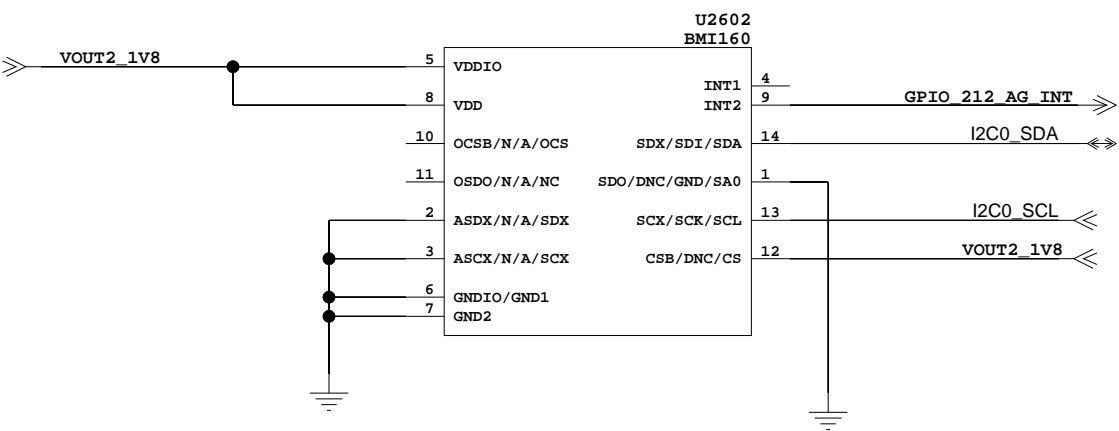 U2602
BMI160
VOUT2_1V8
5 VDDIO
INT1 4
8 VDD
INT2 9 GPIO_212_AG_INT
10 OCSB/N/A/OCS
SDX/SDI/SDA 14 I2C0_SDA
11 OSDO/N/A/NC
SDO/DNC/GND/SA0 1
2 ASDX/N/A/SDX
SCX/SCK/SCL 13 I2C0_SCL
3 ASCX/N/A/SCX
CSB/DNC/CS 12 VOUT2_1V8
6 GNDIO/GND1
7 GND2